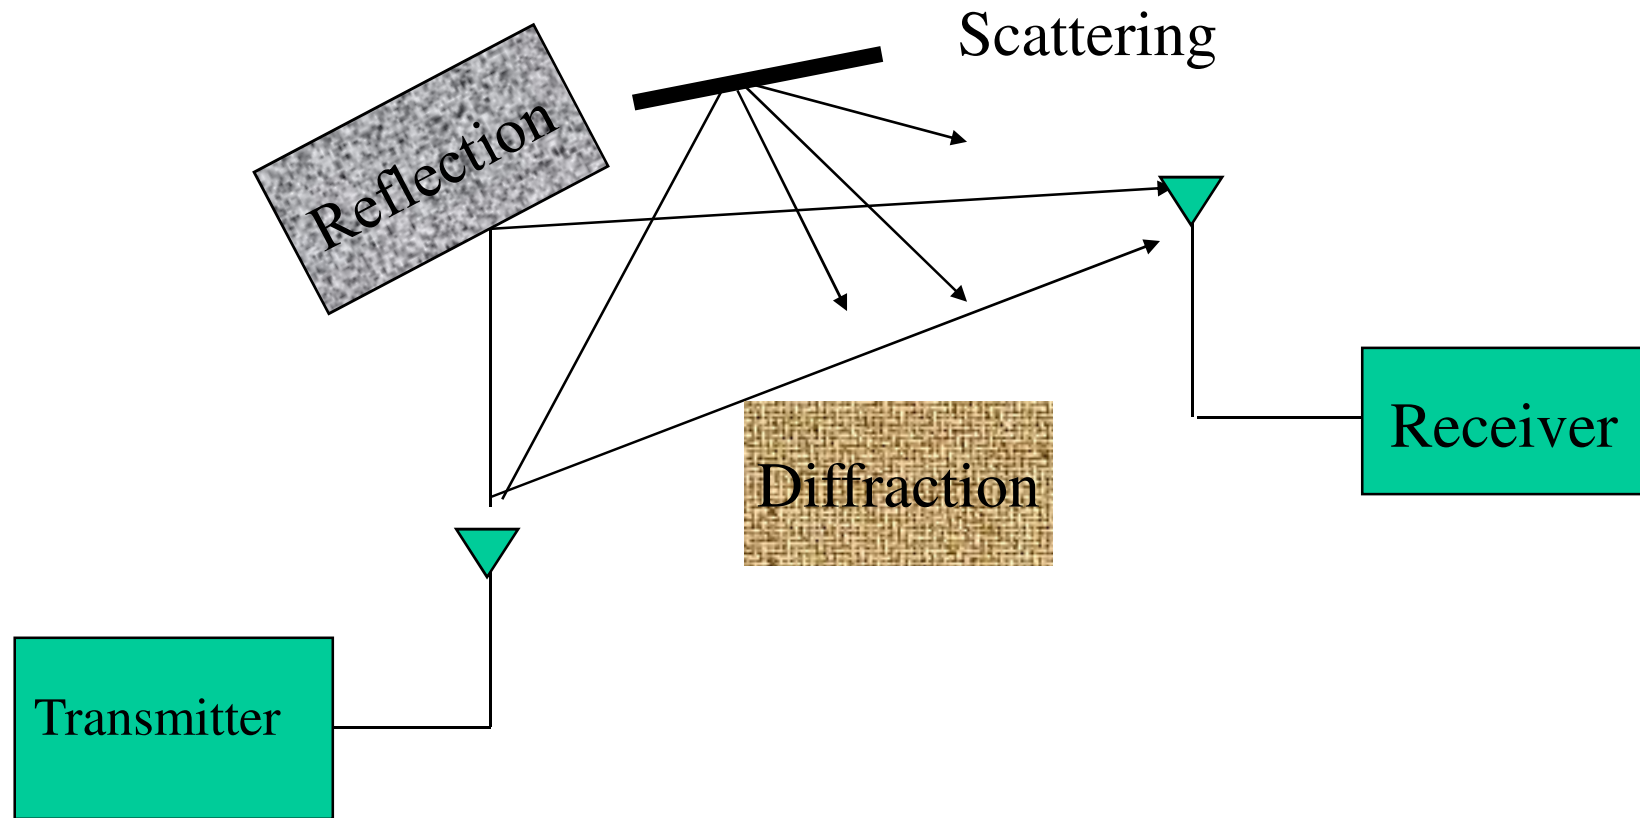 Scattering
Reflection
Receiver
Diffraction
Transmitter